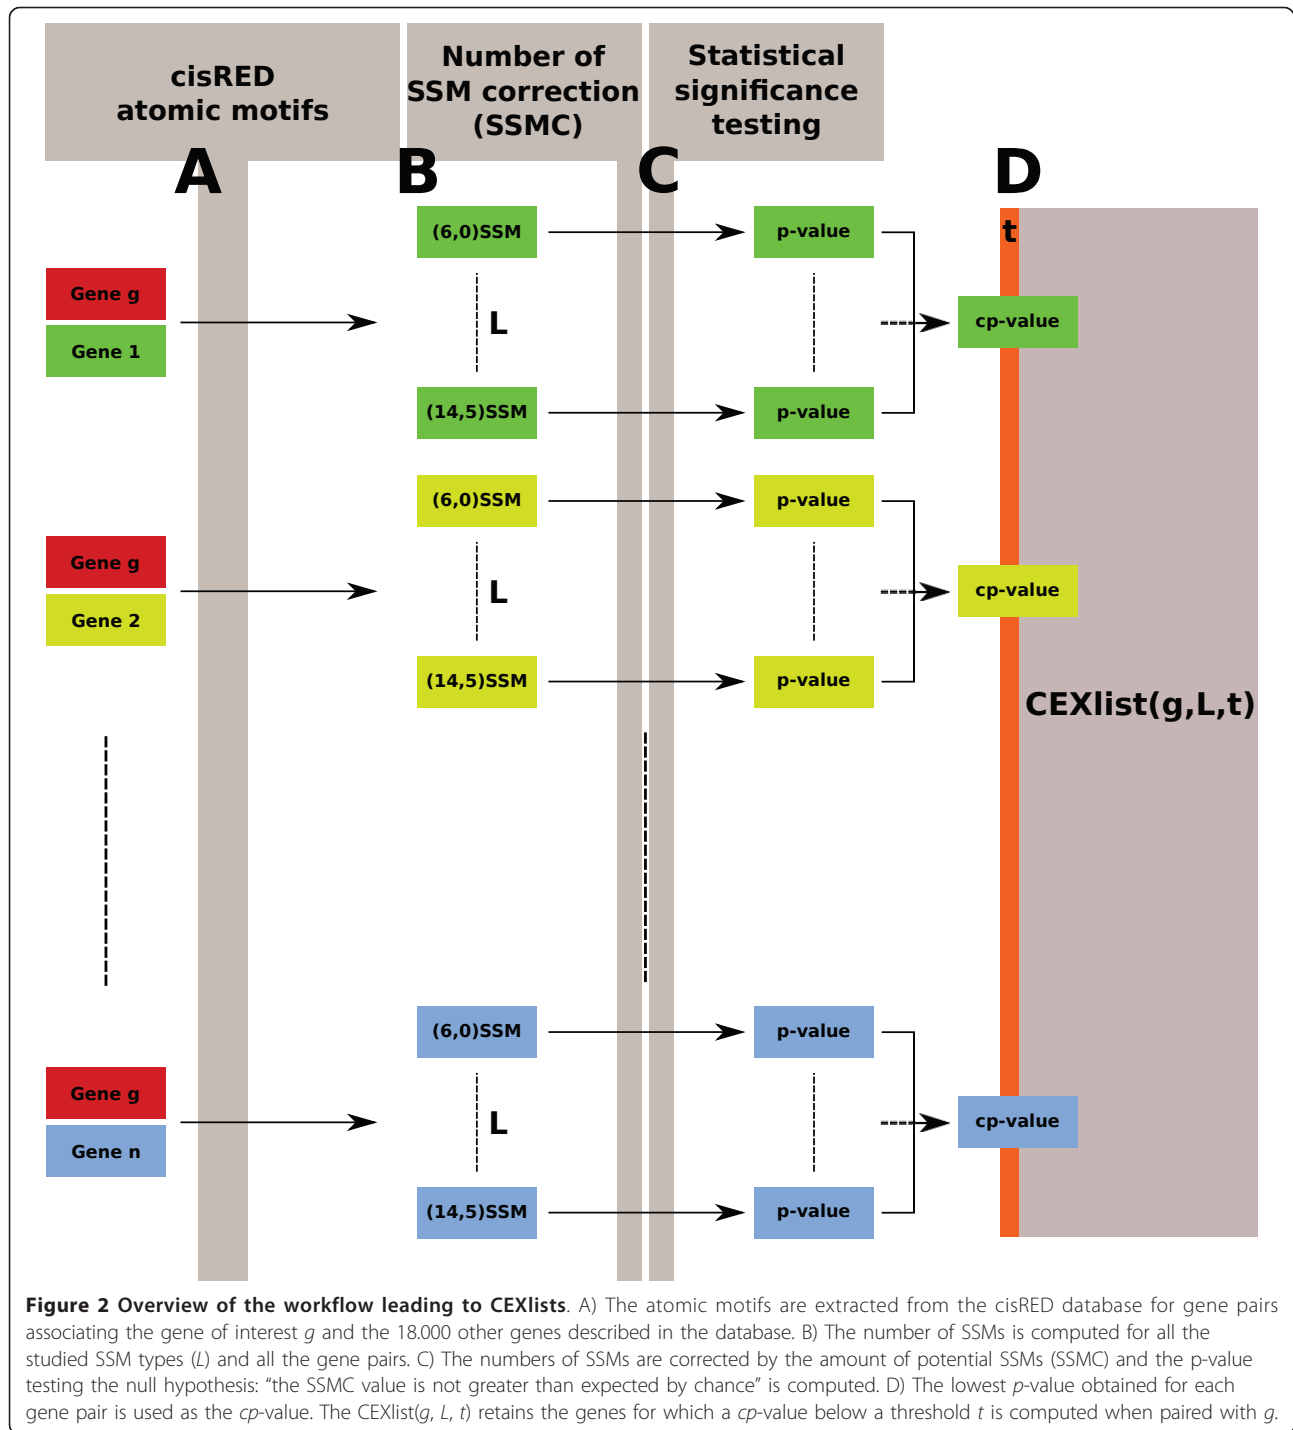 cisRED
atomic motifs
Number of
SSM correction
(SSMC)
Statistical
significance
testing
A
B
C
D
t
(6,0)SSM
p-value
Gene g
Gene 1
L
cp-value
(14,5)SSM
p-value
(6,0)SSM
p-value
Gene g
Gene 2
L
cp-value
(14,5)SSM
p-value
CEXlist(g,L,t)
(6,0)SSM
p-value
Gene g
Gene n
L
cp-value
(14,5)SSM
p-value
Figure 2 Overview of the workflow leading to CEXlists. A) The atomic motifs are extracted from the cisRED database for gene pairs
associating the gene of interest g and the 18.000 other genes described in the database. B) The number of SSMs is computed for all the
studied SSM types (L) and all the gene pairs. C) The numbers of SSMs are corrected by the amount of potential SSMs (SSMC) and the p-value
testing the null hypothesis: “the SSMC value is not greater than expected by chance” is computed. D) The lowest p-value obtained for each
gene pair is used as the cp-value. The CEXlist(g, L, t) retains the genes for which a cp-value below a threshold t is computed when paired with g.